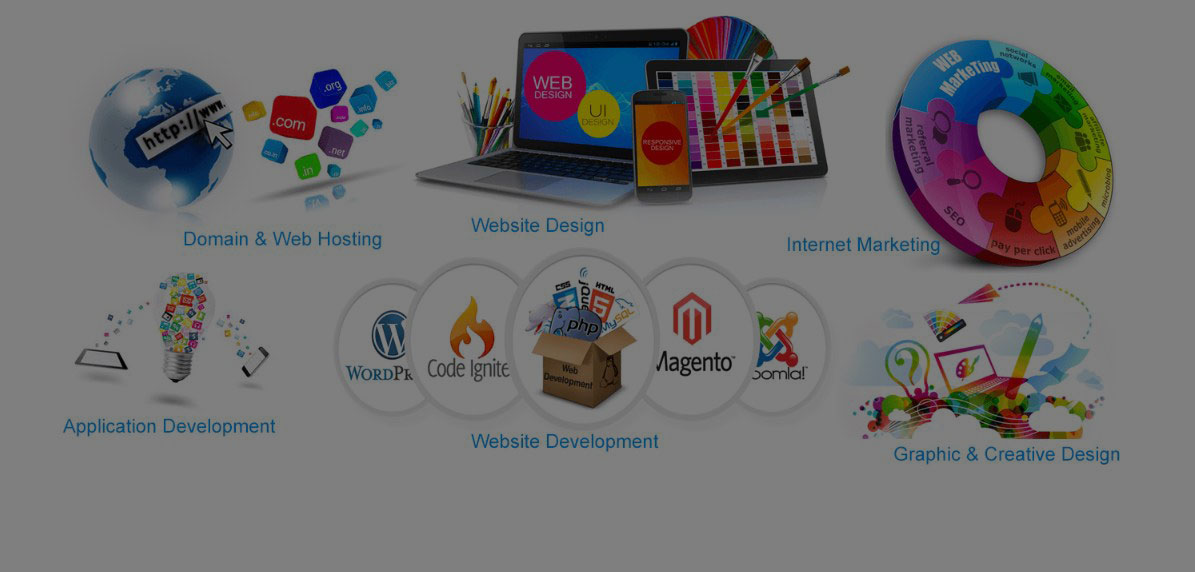 http://www.
.org
.com
.info
.net
.in
Domain & Web Hosting
WEB
DESIGN
UI
DESIGN
RESPONSIVE
DESIGN
Website Design
WEB
MarkeTing
social
networks
referral
marketing
SEO
pay per click
mobile
advertising
Internet Marketing
Application Development
WORDPR
Code Ignite
CSS
HTML
MySQL
php
Web
Development
Magento
oomla!
Website Development
Graphic & Creative Design